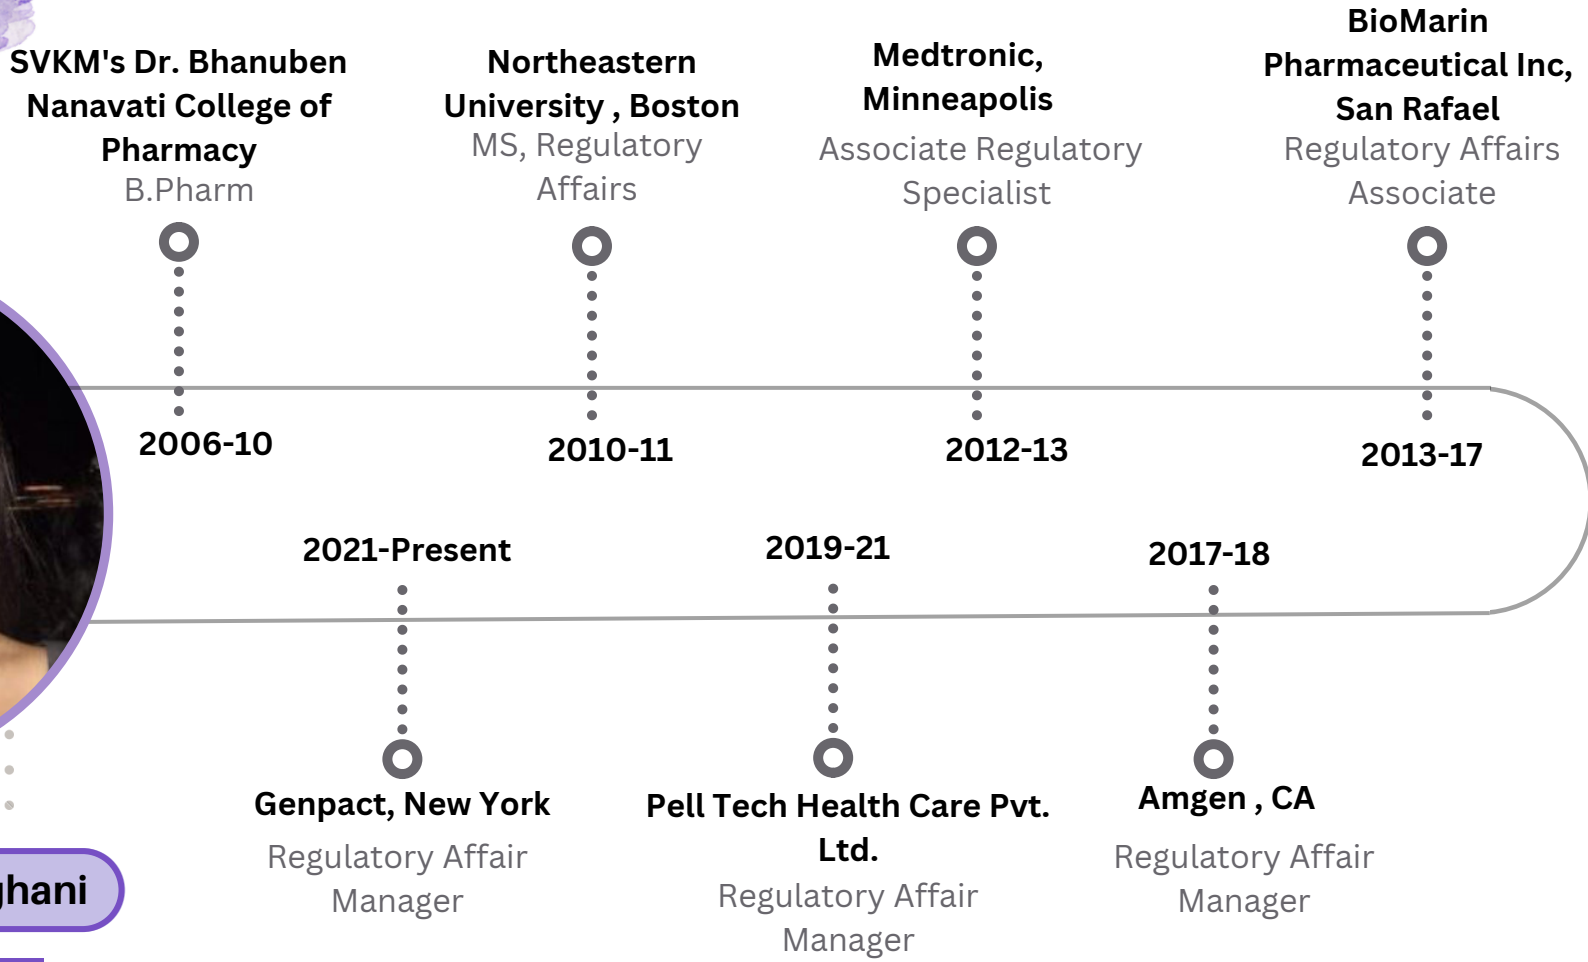 SVKM's Dr. Bhanuben
Nanavati College of
Pharmacy
B.Pharm
2006-10
Northeastern
University , Boston
MS, Regulatory
Affairs
2010-11
Medtronic,
Minneapolis
Associate Regulatory
Specialist
2012-13
BioMarin
Pharmaceutical Inc,
San Rafael
Regulatory Affairs
Associate
2013-17
2021-Present
Genpact, New York
Regulatory Affair
Manager
2019-21
Pell Tech Health Care Pvt.
Ltd.
Regulatory Affair
Manager
2017-18
Amgen , CA
Regulatory Affair
Manager